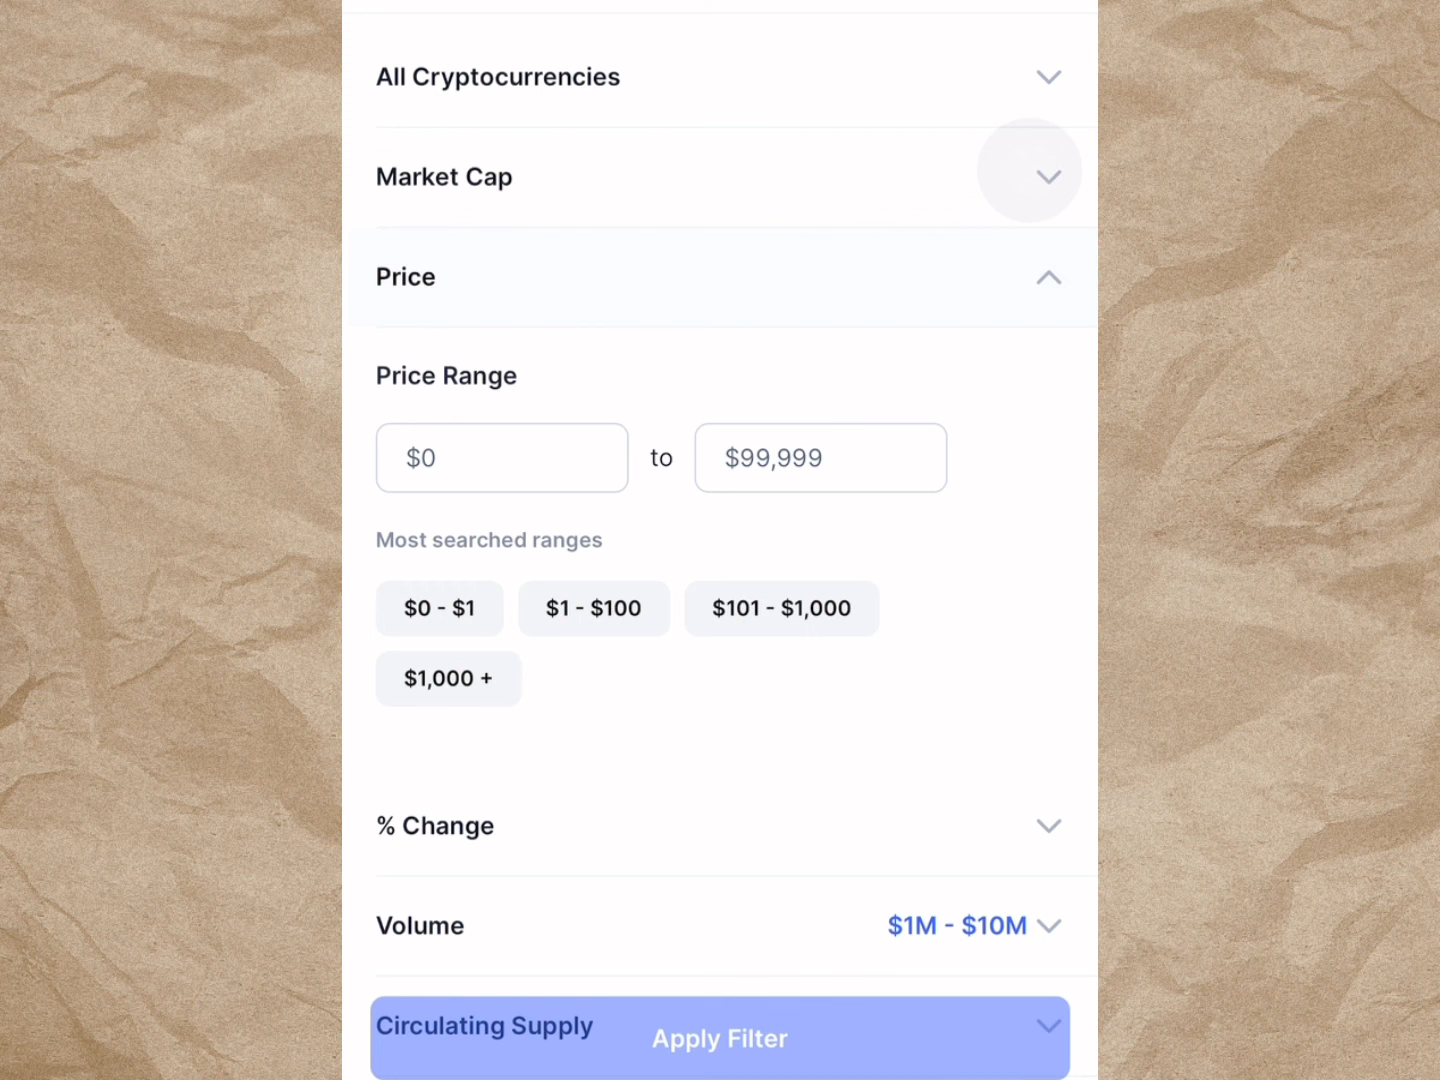 All Cryptocurrencies
Market Cap
Price
Price Range
$0 to $99,999
Most searched ranges
$0 - $1 $1 - $100 $101 - $1,000
$1,000 +
% Change
Volume $1M - $10M
Circulating Supply
Apply Filter